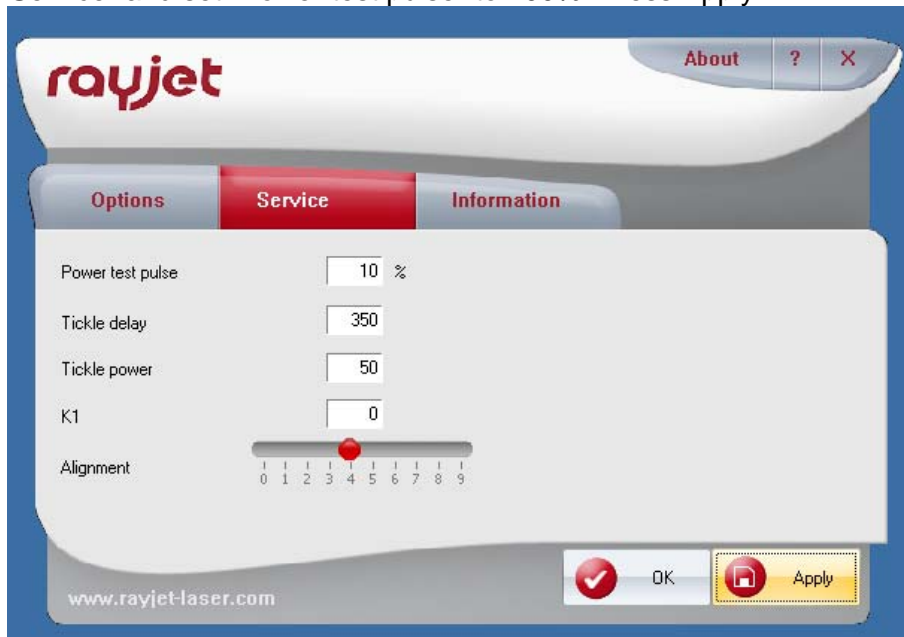 rayjet
About ? X
Options Service Information
Power test pulse 10 %
Tickle delay 350
Tickle power 50
K1 0
Alignment
0 1 2 3 4 5 6 7 8 9
OK Apply
www.rayjet-laser.com